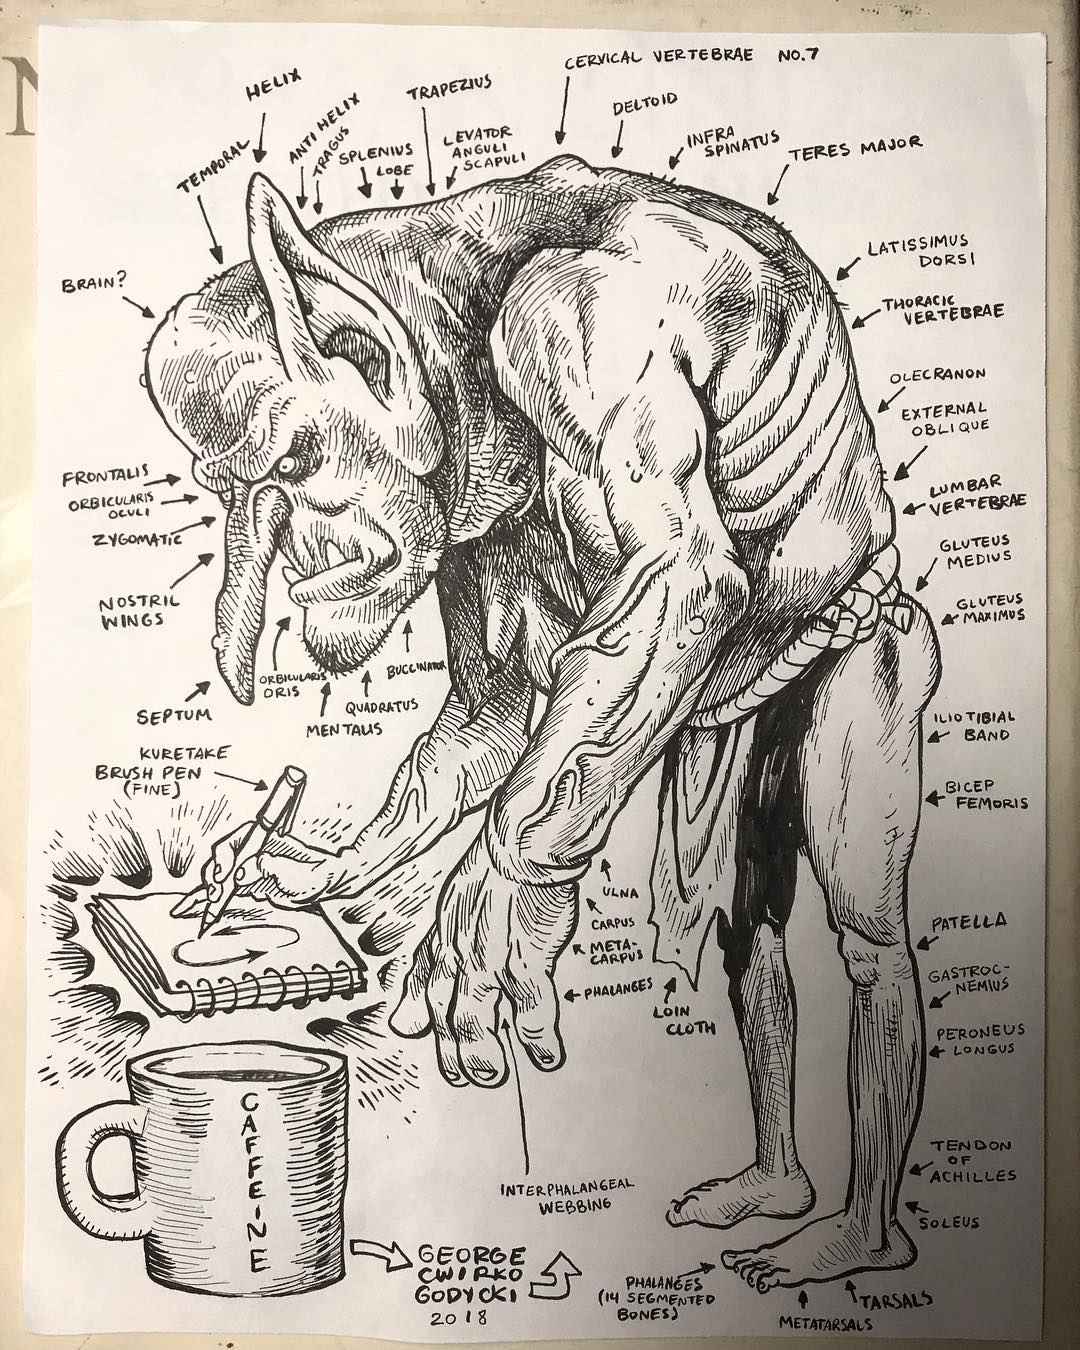 N
CERVICAL VERTEBRAE NO.7
HELIX
TRAPEZIUS
DELTOID
ANTI HELIX
TRAGUS
SPLENIUS
LOBE
LEVATOR
ANGULI
SCAPULI
INFRA
SPINATUS
TERES MAJOR
TEMPORAL
LATISSIMUS
DORSI
BRAIN?
THORACIC
VERTEBRAE
OLECRANON
EXTERNAL
OBLIQUE
FRONTALIS
ORBICULARIS
OCULI
ZYGOMATIC
LUMBAR
VERTEBRAE
GLUTEUS
MEDIUS
NOSTRIL
WINGS
GLUTEUS
MAXIMUS
ORBICULARIS
ORIS
BUCCINATOR
QUADRATUS
MENTALIS
SEPTUM
ILIOTIBIAL
BAND
KURETAKE
BRUSH PEN
(FINE)
BICEP
FEMORIS
ULNA
CARPUS
META-
CARPUS
PHALANGES
LOIN
CLOTH
PATELLA
GASTROC-
NEMIUS
PERONEUS
LONGUS
CAFFEINE
TENDON
OF
ACHILLES
INTERPHALANGEAL
WEBBING
SOLEUS
GEORGE
CWIRKO
GODYCKI
2018
PHALANGES
(14 SEGMENTED
BONES)
TARSALS
METATARSALS